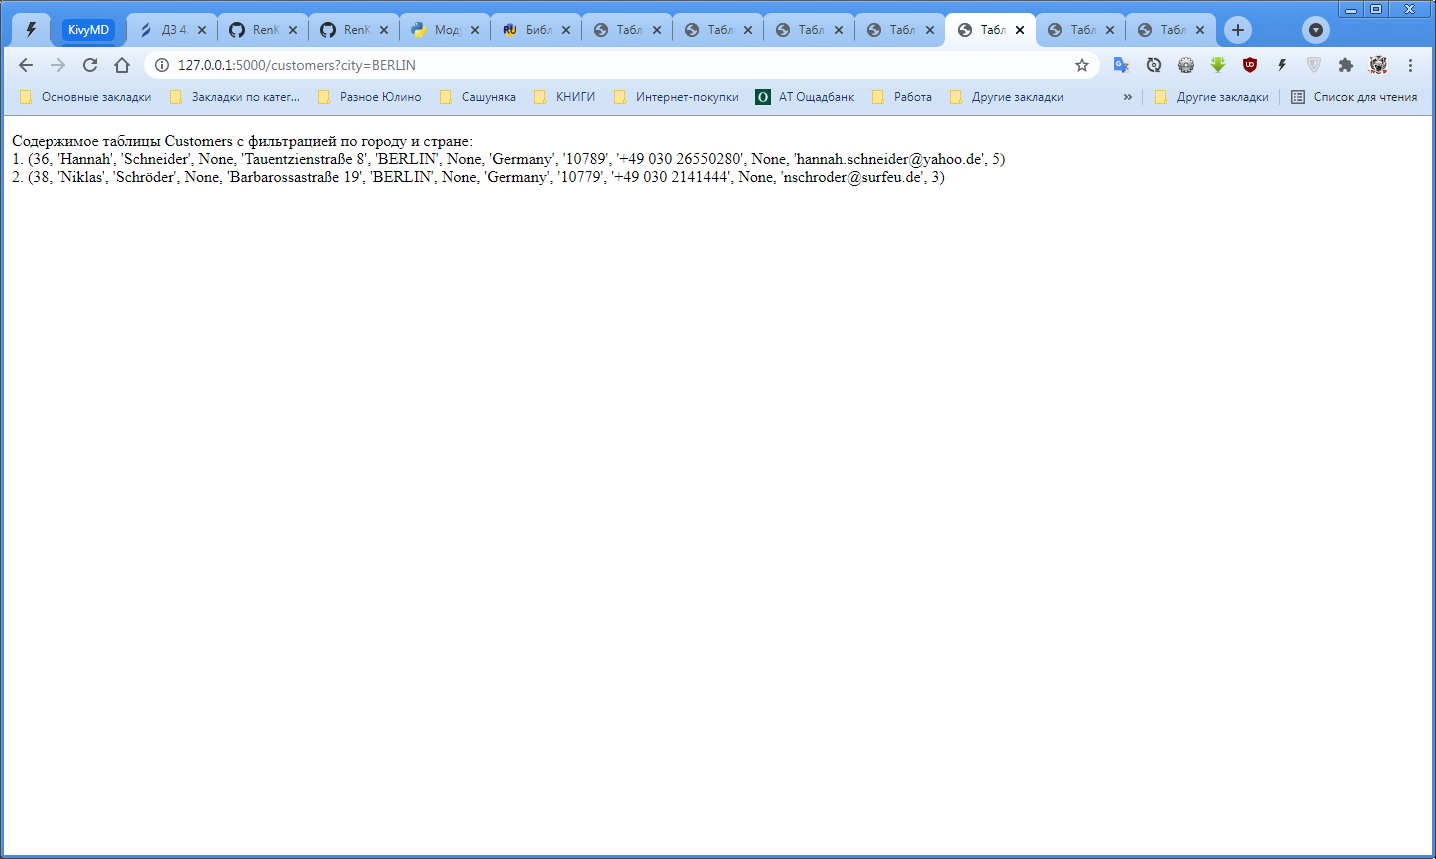 KivyMD
ДЗ 4.
RenK
RenK
Мод
RU
Библ
Табл
Табл
Табл
Табл
Табл
Табл
Табл
127.0.0.1:5000/customers?city=BERLIN
Основные закладки
Закладки по катег...
Разное Юлино
Сашуняка
КНИГИ
Интернет-покупки
АТ Ощадбанк
Работа
Другие закладки
»
Другие закладки
Список для чтения
Содержимое таблицы Customers с фильтрацией по городу и стране:
1. (36, 'Hannah', 'Schneider', None, 'Tauentzienstraße 8', 'BERLIN', None, 'Germany', '10789', '+49 030 26550280', None, 'hannah.schneider@yahoo.de', 5)
2. (38, 'Niklas', 'Schröder', None, 'Barbarossastraße 19', 'BERLIN', None, 'Germany', '10779', '+49 030 2141444', None, 'nschroder@surfeu.de', 3)